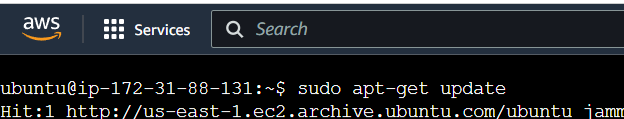 aws
Services
Search
ubuntu@ip-172-31-88-131:~$ sudo apt-get update
Hit:1 http://us-east-1.ec2.archive.ubuntu.com/ubuntu jamm